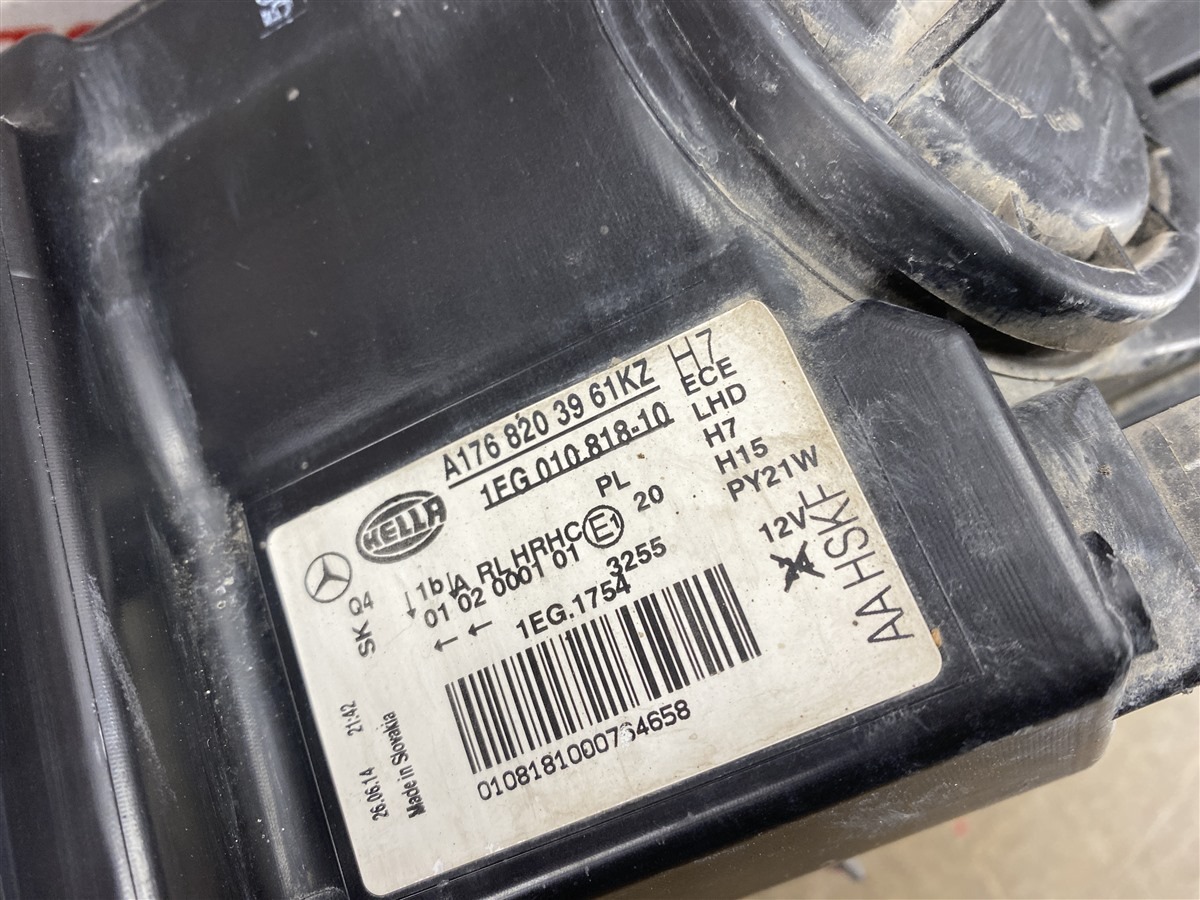 A176 820 39 61KZ
1EG 010 818-10
HELLA
H7
ECE
LHD
H7
H15
PY21W
12V
AA HSKF
PL
1b A RL HRHC E1 20
01 02 0001 01 3255
← ←
1EG.1754
SK Q4
26.06.14 21:42
Made in Slovakia